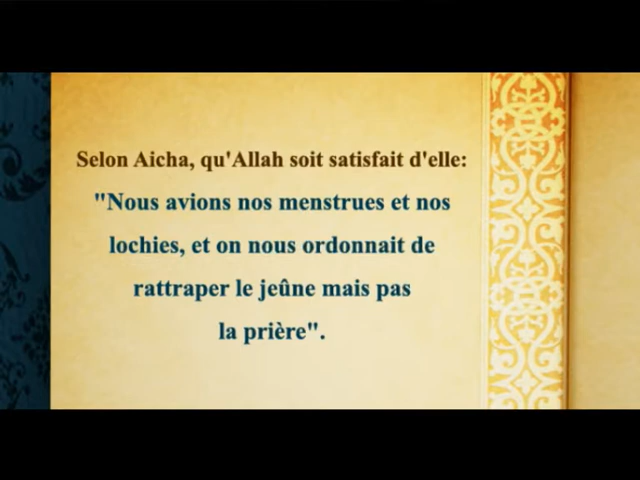 Selon Aicha, qu'Allah soit satisfait d'elle:
"Nous avions nos menstrues et nos
lochies, et on nous ordonnait de
rattraper le jeûne mais pas
la prière".